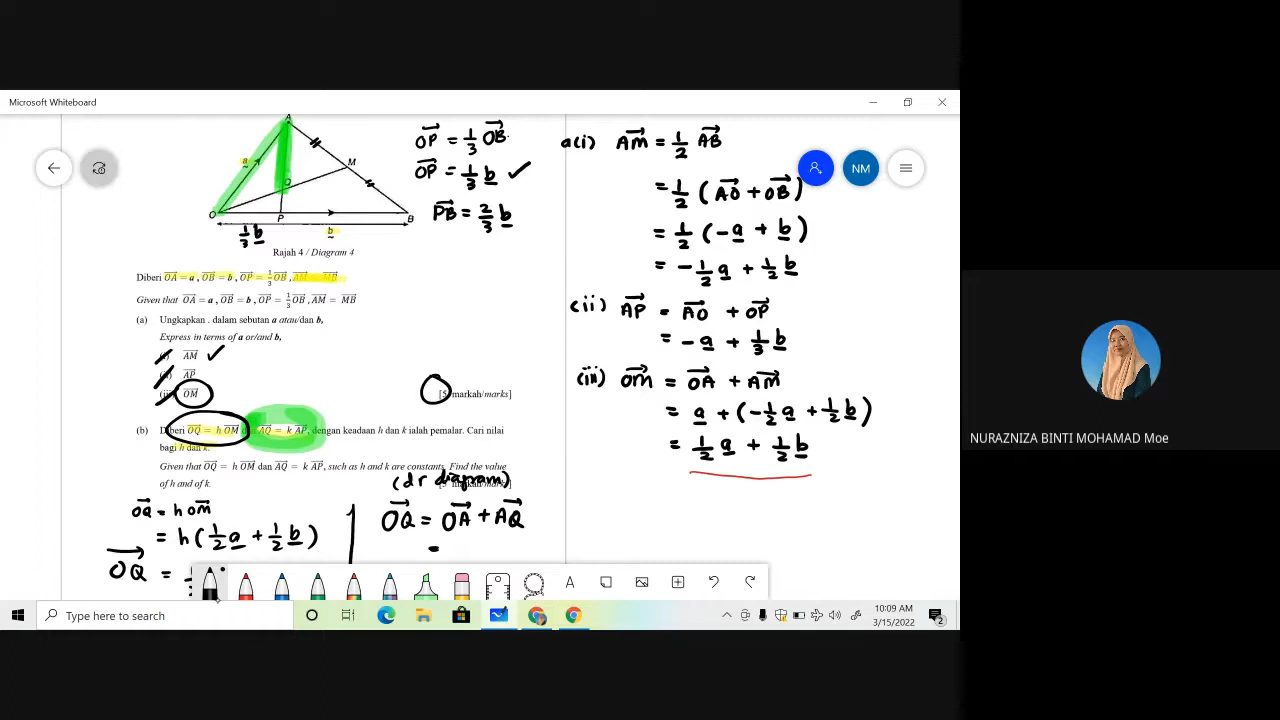 Microsoft Whiteboard
A
a
M
Q
O
P
B
1/3 b
b
Rajah 4 / Diagram 4
OP = 1/3 OB
OP = 1/3 b ✓
PB = 2/3 b
Diberi OA = a , OB = b , OP = 1/3 OB , AM = MB
Given that OA = a , OB = b , OP = 1/3 OB , AM = MB
(a) Ungkapkan . dalam sebutan a atau/dan b,
Express in terms of a or/and b,
AM ✓
AP
OM
[5 markah/marks]
(b) Diberi OQ = h OM dan AQ = k AP, dengan keadaan h dan k ialah pemalar. Cari nilai
bagi h dan k.
Given that OQ = h OM dan AQ = k AP, such as h and k are constants. Find the value
of h and of k.
[5 marks]
OQ = h OM
= h(1/2 a + 1/2 b)
OQ =
(dr diagram)
OQ = OA + AQ
=
a(i) AM = 1/2 AB
= 1/2 (AO + OB)
= 1/2 (-a + b)
= -1/2 a + 1/2 b
(ii) AP = AO + OP
= -a + 1/3 b
(iii) OM = OA + AM
= a + (-1/2 a + 1/2 b)
= 1/2 a + 1/2 b
NM
NURAZNIZA BINTI MOHAMAD Moe
A
Type here to search
10:09 AM
3/15/2022
2